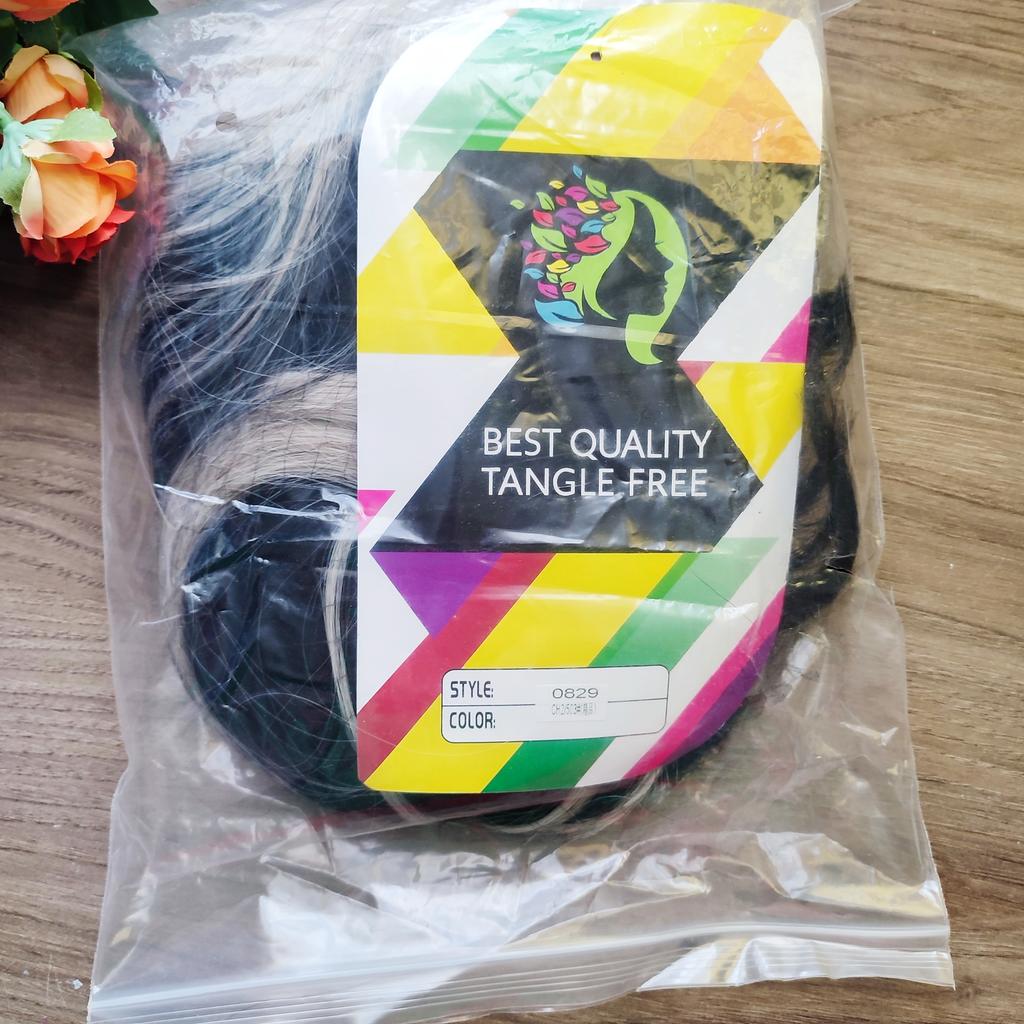 BEST QUALITY
TANGLE FREE
STYLE: 0829
COLOR: